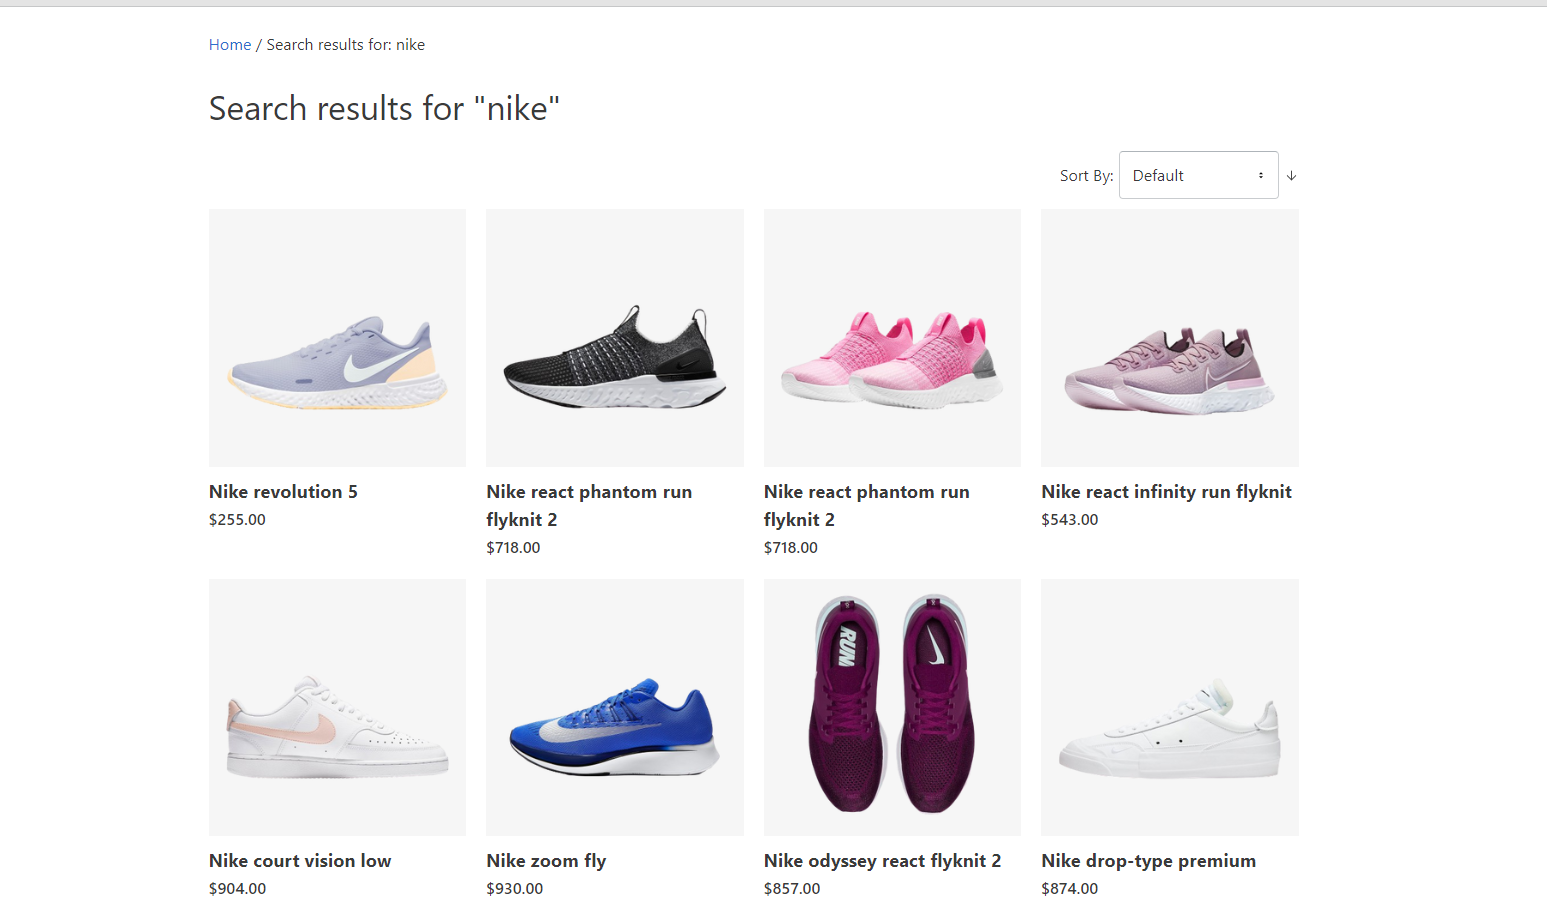 Home / Search results for: nike
Search results for "nike"
Sort By: Default
Nike revolution 5
$255.00
Nike react phantom run
flyknit 2
$718.00
Nike react phantom run
flyknit 2
$718.00
Nike react infinity run flyknit
$543.00
RUN
Nike court vision low
$904.00
Nike zoom fly
$930.00
Nike odyssey react flyknit 2
$857.00
Nike drop-type premium
$874.00